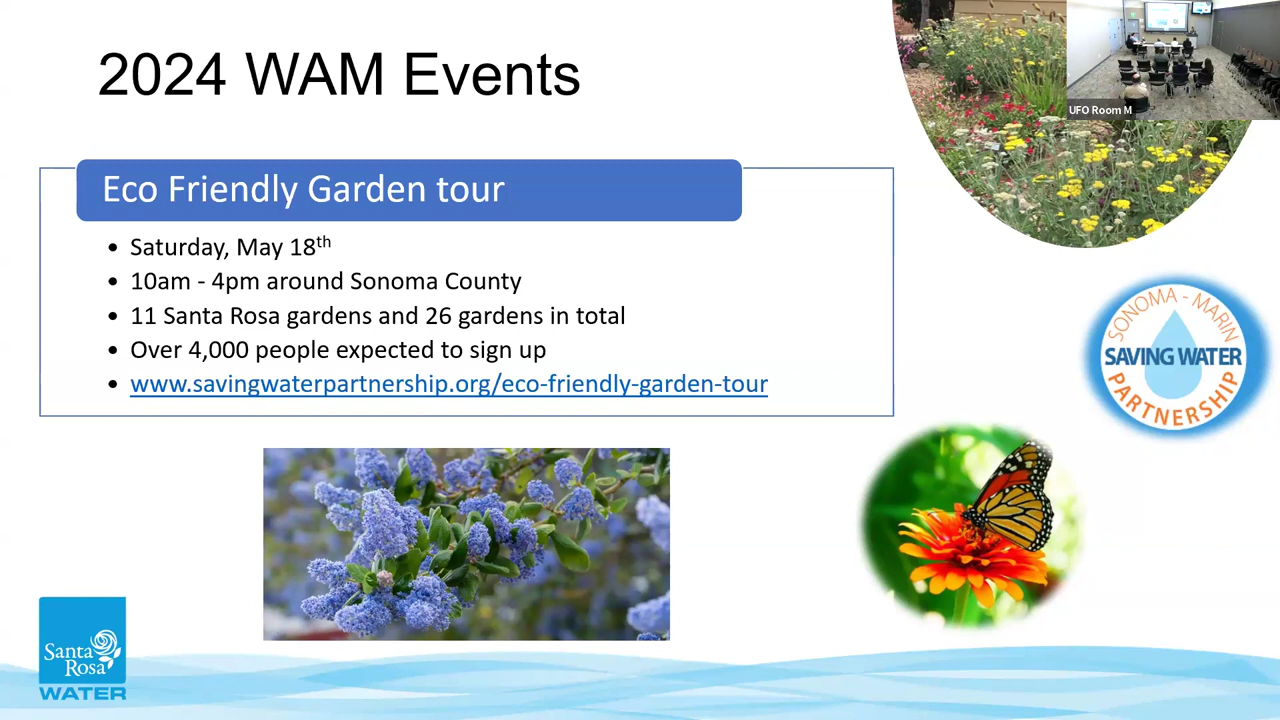 2024 WAM Events
UFO Room M
Eco Friendly Garden tour
• Saturday, May 18th
• 10am - 4pm around Sonoma County
• 11 Santa Rosa gardens and 26 gardens in total
• Over 4,000 people expected to sign up
• www.savingwaterpartnership.org/eco-friendly-garden-tour
SONOMA - MARIN
SAVING WATER
PARTNERSHIP
Santa
Rosa
WATER